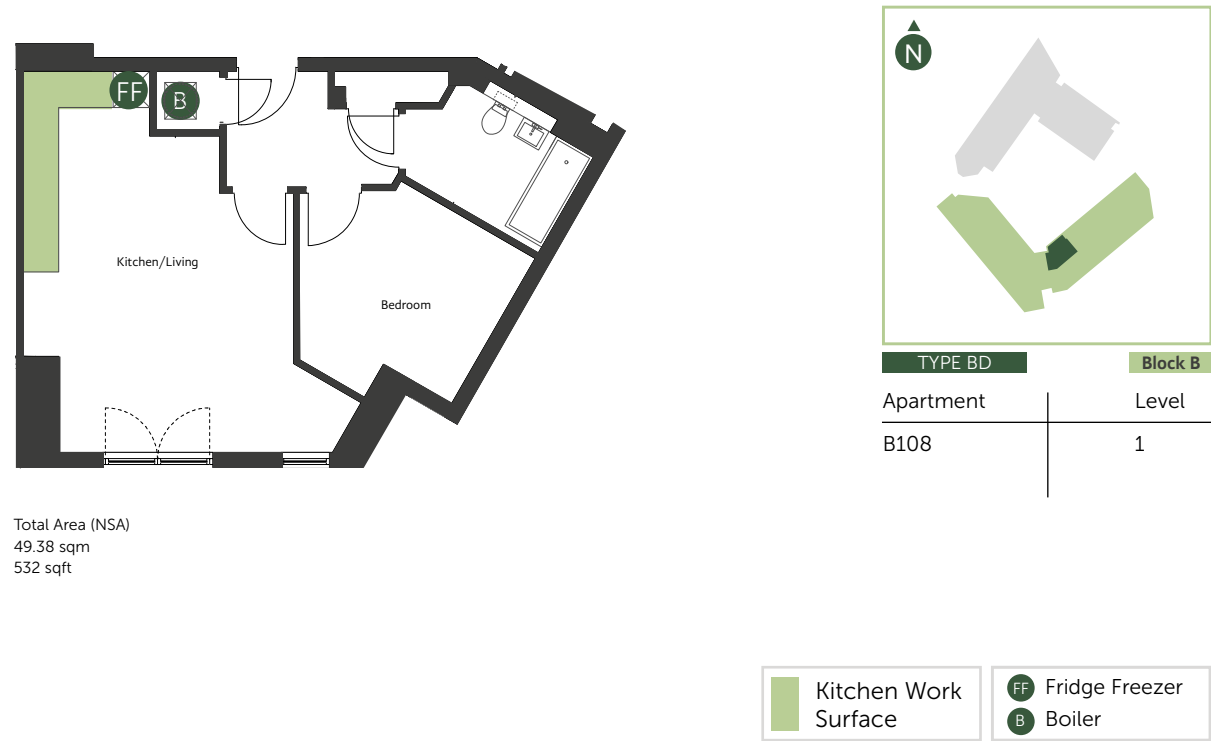 FF
B
Kitchen/Living
Bedroom
Total Area (NSA)
49.38 sqm
532 sqft
N
TYPE BD
Block B
Apartment Level
B108 1
Kitchen Work
Surface
FF Fridge Freezer
B Boiler